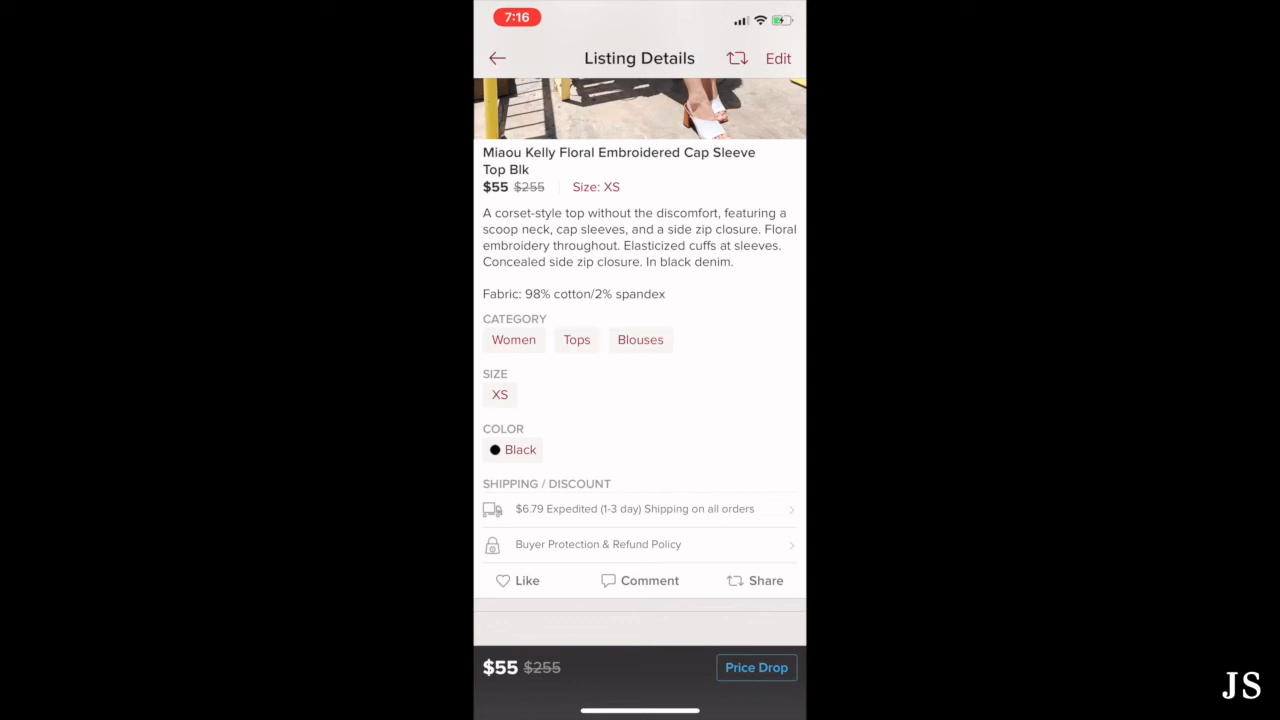 7:16
Listing Details
Edit
Miaou Kelly Floral Embroidered Cap Sleeve
Top Blk
$55 $255 Size: XS
A corset-style top without the discomfort, featuring a
scoop neck, cap sleeves, and a side zip closure. Floral
embroidery throughout. Elasticized cuffs at sleeves.
Concealed side zip closure. In black denim.
Fabric: 98% cotton/2% spandex
CATEGORY
Women Tops Blouses
SIZE
XS
COLOR
Black
SHIPPING / DISCOUNT
$6.79 Expedited (1-3 day) Shipping on all orders
Buyer Protection & Refund Policy
Like Comment Share
$55 $255 Price Drop
JS